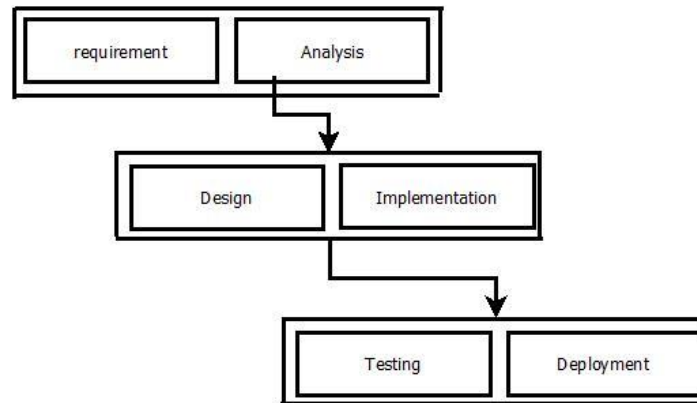 requirement
Analysis
Design
Implementation
Testing
Deployment